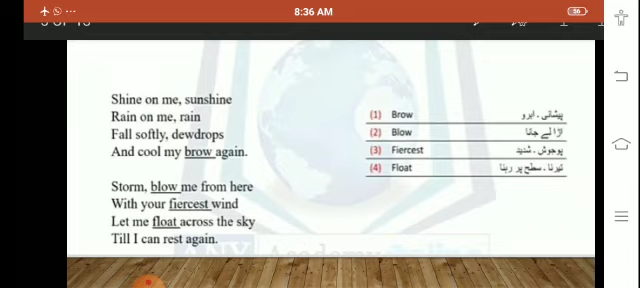 8:36 AM
56
Shine on me, sunshine
Rain on me, rain
Fall softly, dewdrops
And cool my brow again.
Storm, blow me from here
With your fiercest wind
Let me float across the sky
Till I can rest again.
(1) Brow پیشانی ۔ ابرو
(2) Blow اڑا لے جانا
(3) Fiercest پرجوش ۔ شدید
(4) Float تیرنا ۔ سطح پر رہنا
Academy